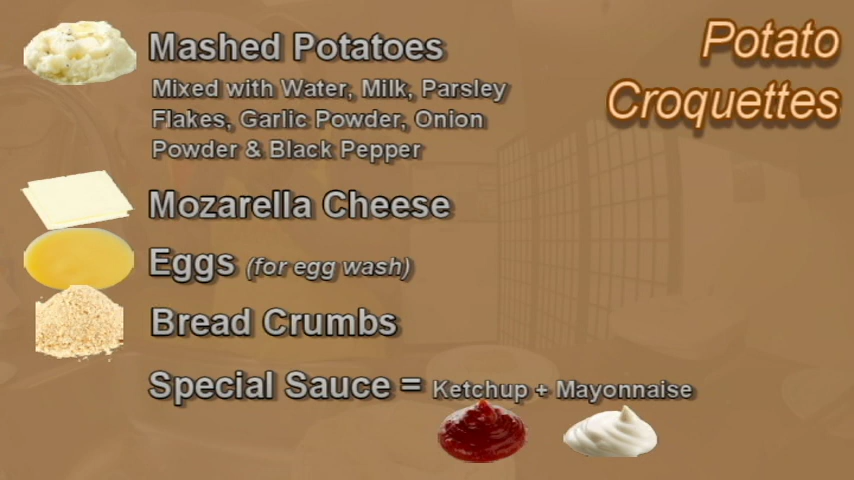 Potato
Croquettes
Mashed Potatoes
Mixed with Water, Milk, Parsley
Flakes, Garlic Powder, Onion
Powder & Black Pepper
Mozarella Cheese
Eggs (for egg wash)
Bread Crumbs
Special Sauce = Ketchup + Mayonnaise